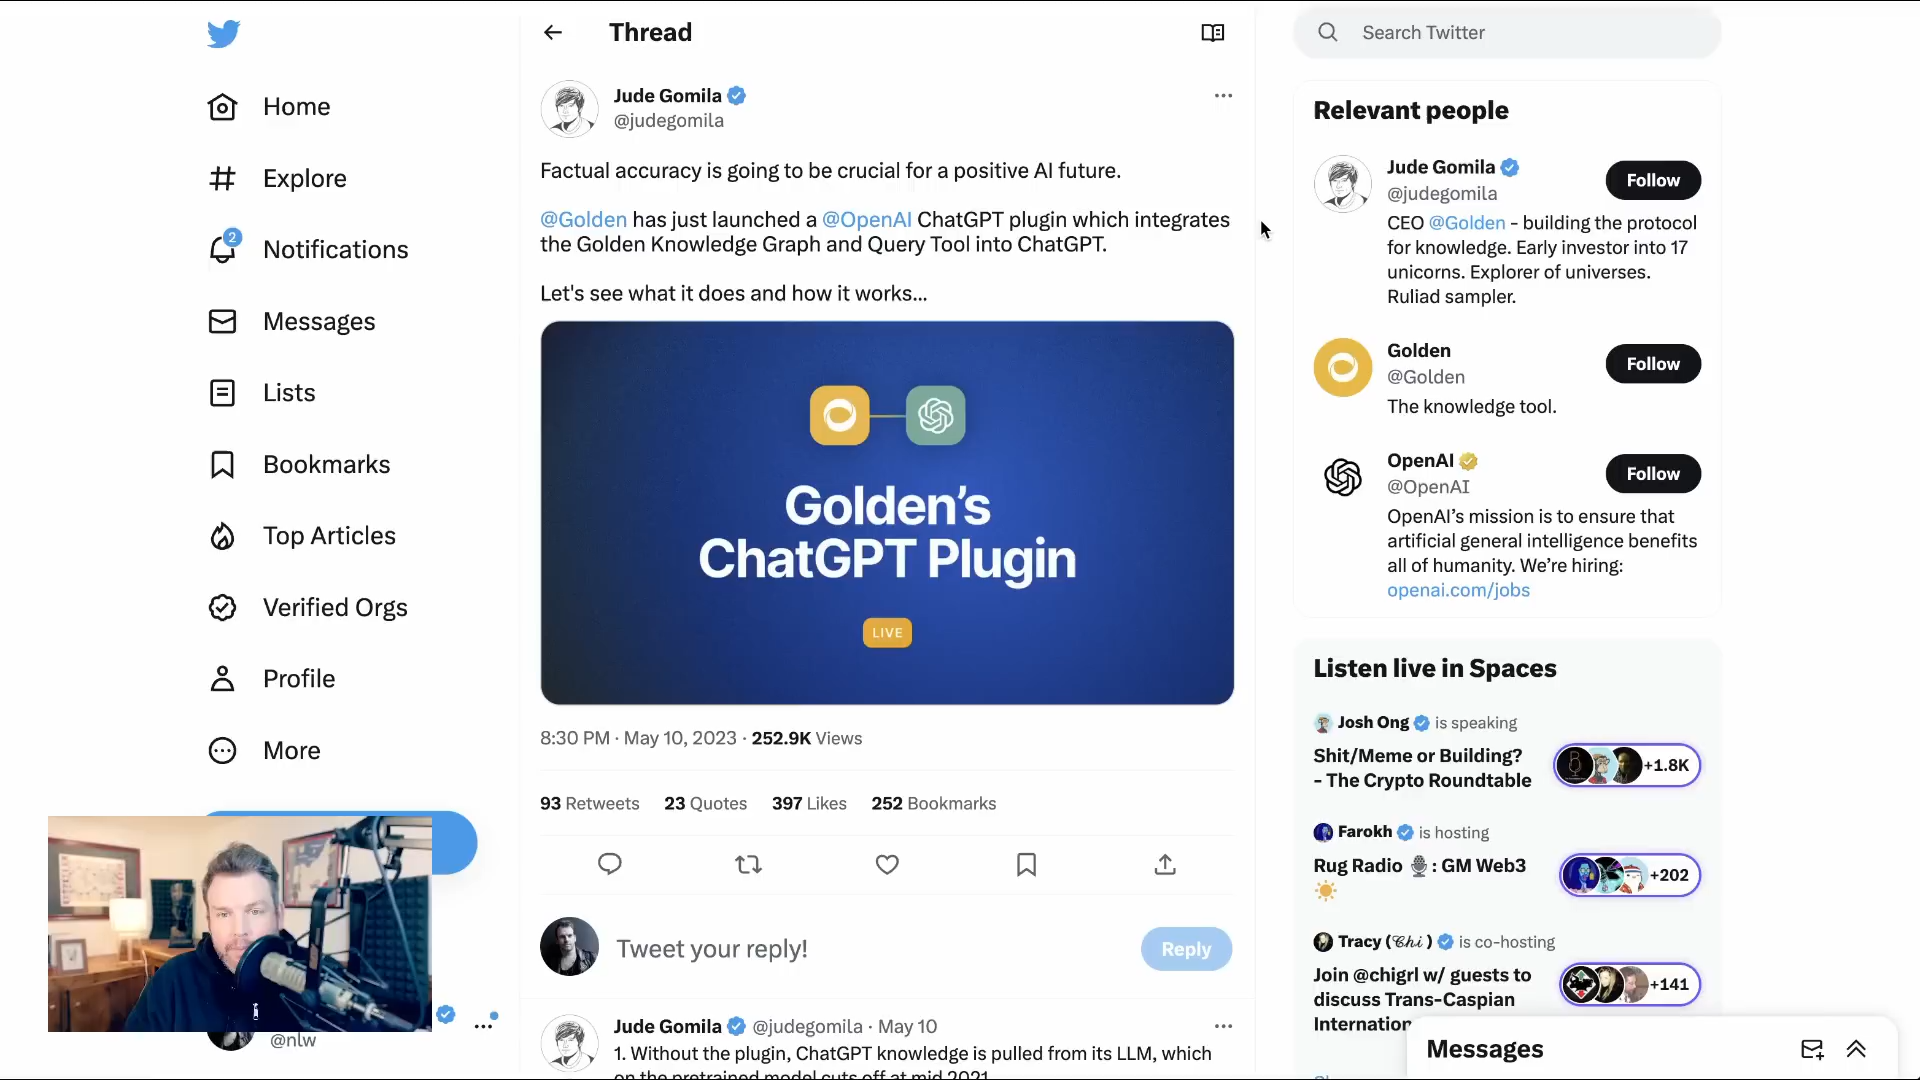 Home
Explore
2
Notifications
Messages
Lists
Bookmarks
Top Articles
Verified Orgs
Profile
More
@nlw
Thread
Jude Gomila
@judegomila
Factual accuracy is going to be crucial for a positive AI future.
@Golden has just launched a @OpenAI ChatGPT plugin which integrates
the Golden Knowledge Graph and Query Tool into ChatGPT.
Let's see what it does and how it works...
Golden's
ChatGPT Plugin
LIVE
8:30 PM · May 10, 2023 · 252.9K Views
93 Retweets 23 Quotes 397 Likes 252 Bookmarks
Tweet your reply!
Reply
Jude Gomila @judegomila · May 10
1. Without the plugin, ChatGPT knowledge is pulled from its LLM, which
on the pretrained model cuts off at mid 2021
Search Twitter
Relevant people
Jude Gomila
@judegomila
Follow
CEO @Golden - building the protocol
for knowledge. Early investor into 17
unicorns. Explorer of universes.
Ruliad sampler.
Golden
@Golden
Follow
The knowledge tool.
OpenAI
@OpenAI
Follow
OpenAI's mission is to ensure that
artificial general intelligence benefits
all of humanity. We're hiring:
openai.com/jobs
Listen live in Spaces
Josh Ong is speaking
Shit/Meme or Building?
- The Crypto Roundtable
+1.8K
Farokh is hosting
Rug Radio 🎙️: GM Web3
☀️
+202
Tracy (𝒞𝒽𝒾) is co-hosting
Join @chigrl w/ guests to
discuss Trans-Caspian
Internation
+141
Messages